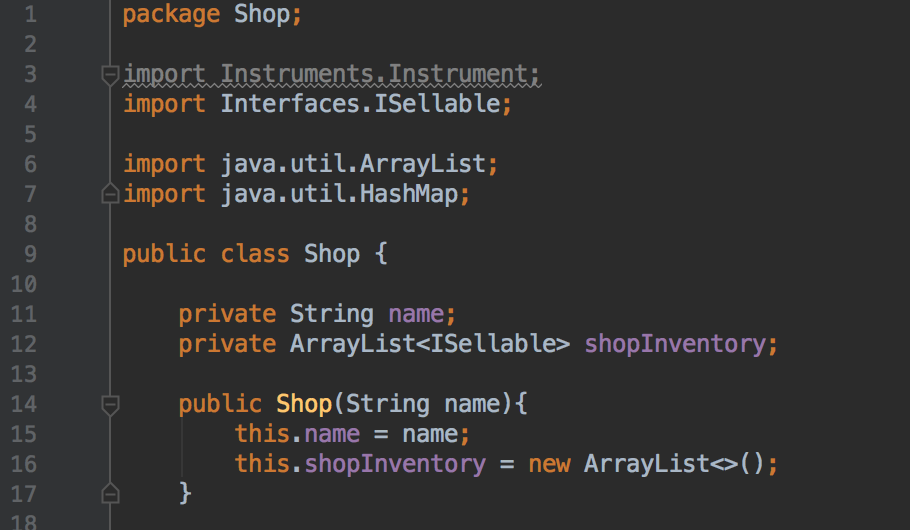 1 package Shop;
2
3 import Instruments.Instrument;
4 import Interfaces.ISellable;
5
6 import java.util.ArrayList;
7 import java.util.HashMap;
8
9 public class Shop {
10
11 private String name;
12 private ArrayList<ISellable> shopInventory;
13
14 public Shop(String name){
15 this.name = name;
16 this.shopInventory = new ArrayList<>();
17 }
18